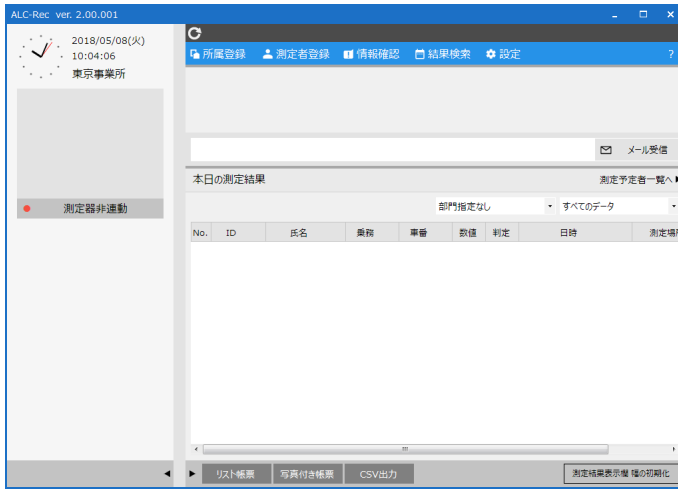 ALC-Rec ver. 2.00.001
2018/05/08(火)
10:04:06
東京事業所
測定器非連動
所属登録 測定者登録 情報確認 結果検索 設定 ?
メール受信
本日の測定結果 測定予定者一覧へ
部門指定なし すべてのデータ
No. ID 氏名 乗務 車番 数値 判定 日時 測定場所
リスト帳票 写真付き帳票 CSV出力 測定結果表示欄 幅の初期化